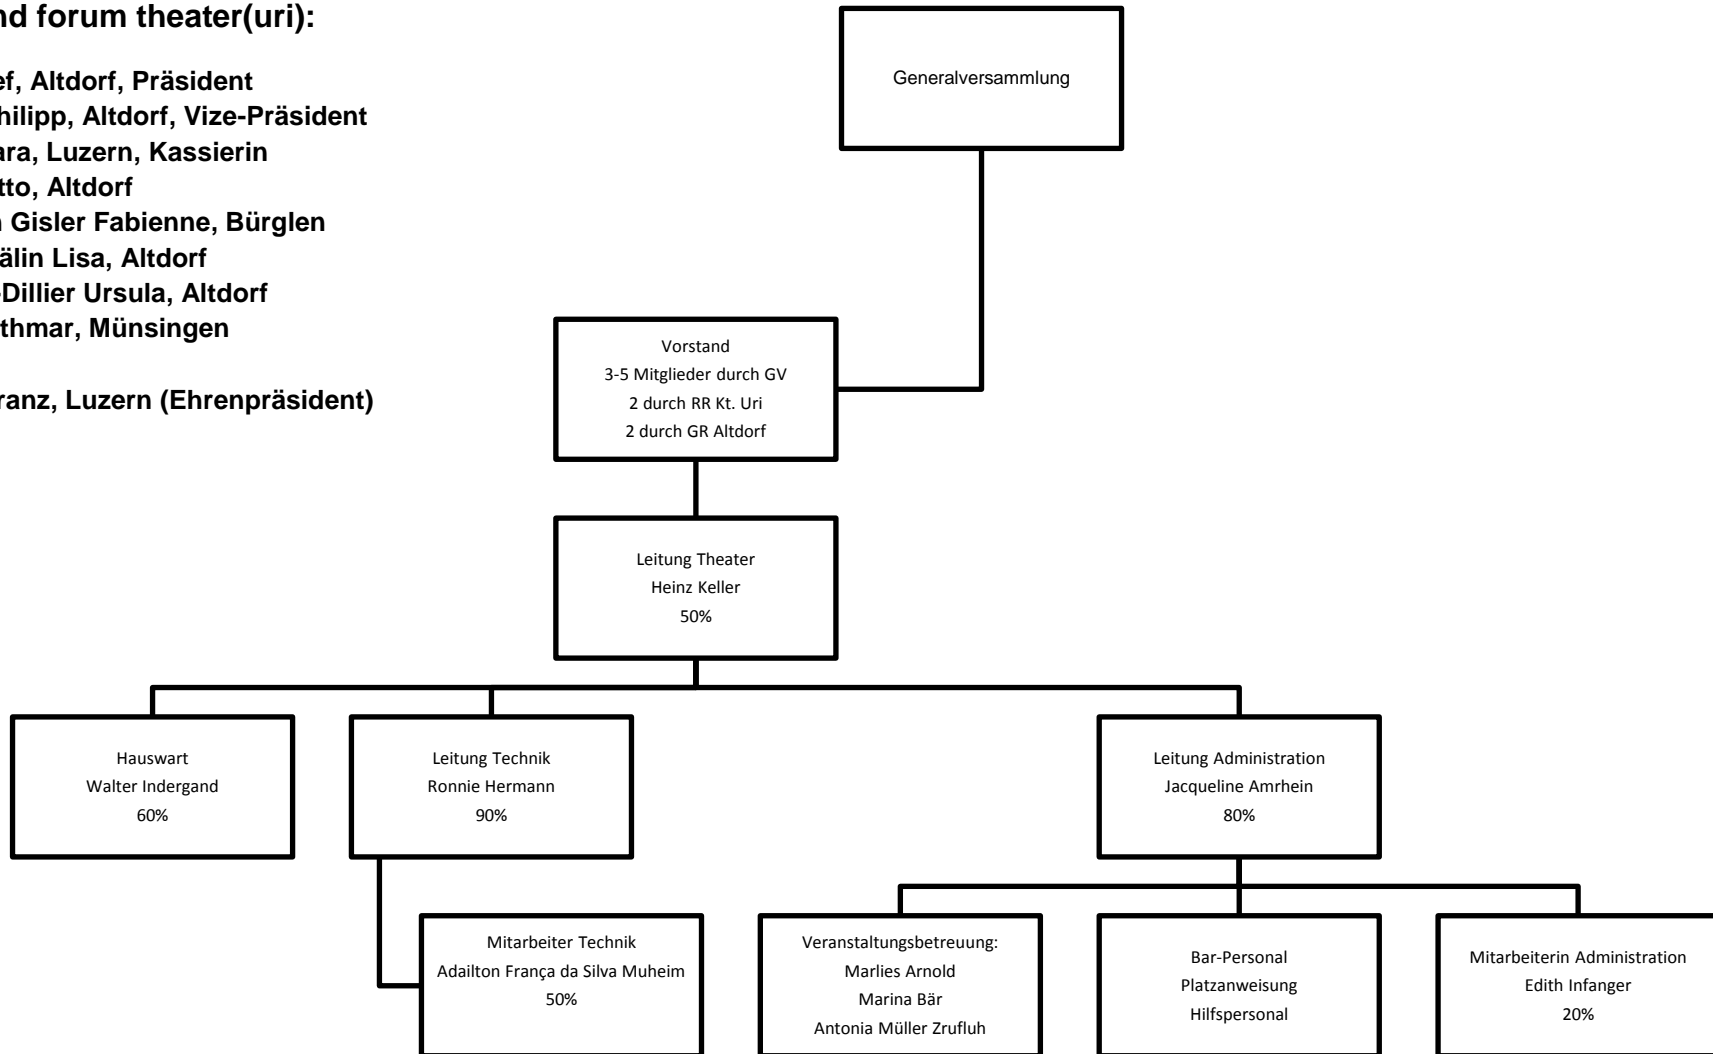 nd forum theater(uri):
ef, Altdorf, Präsident
hilipp, Altdorf, Vize-Präsident
ara, Luzern, Kassierin
tto, Altdorf
n Gisler Fabienne, Bürglen
älin Lisa, Altdorf
-Dillier Ursula, Altdorf
thmar, Münsingen
ranz, Luzern (Ehrenpräsident)
Generalversammlung
Vorstand
3-5 Mitglieder durch GV
2 durch RR Kt. Uri
2 durch GR Altdorf
Leitung Theater
Heinz Keller
50%
Hauswart
Walter Indergand
60%
Leitung Technik
Ronnie Hermann
90%
Leitung Administration
Jacqueline Amrhein
80%
Mitarbeiter Technik
Adailton França da Silva Muheim
50%
Veranstaltungsbetreuung:
Marlies Arnold
Marina Bär
Antonia Müller Zrufluh
Bar-Personal
Platzanweisung
Hilfspersonal
Mitarbeiterin Administration
Edith Infanger
20%